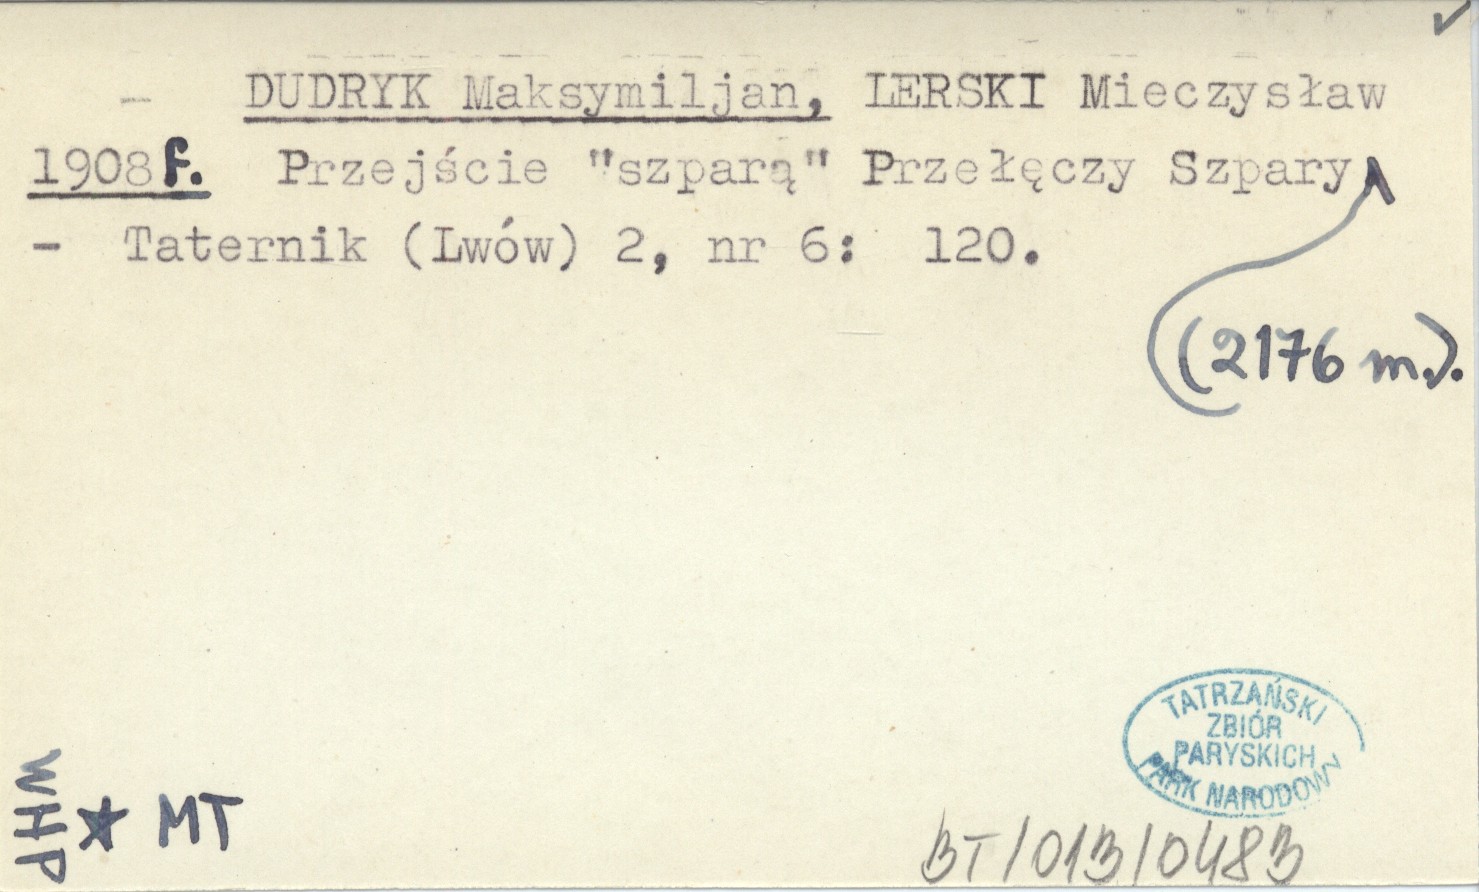 - DUDRYK Maksymiljan, LERSKI Mieczysław
1908f. Przejście "szparą" Przełęczy Szpary
(2176 m.).
- Taternik (Lwów) 2, nr 6: 120.
TATRZAŃSKI
ZBIÓR
PARYSKICH
PARK NARODOWY
WHP
★ MT
BT/013/0483